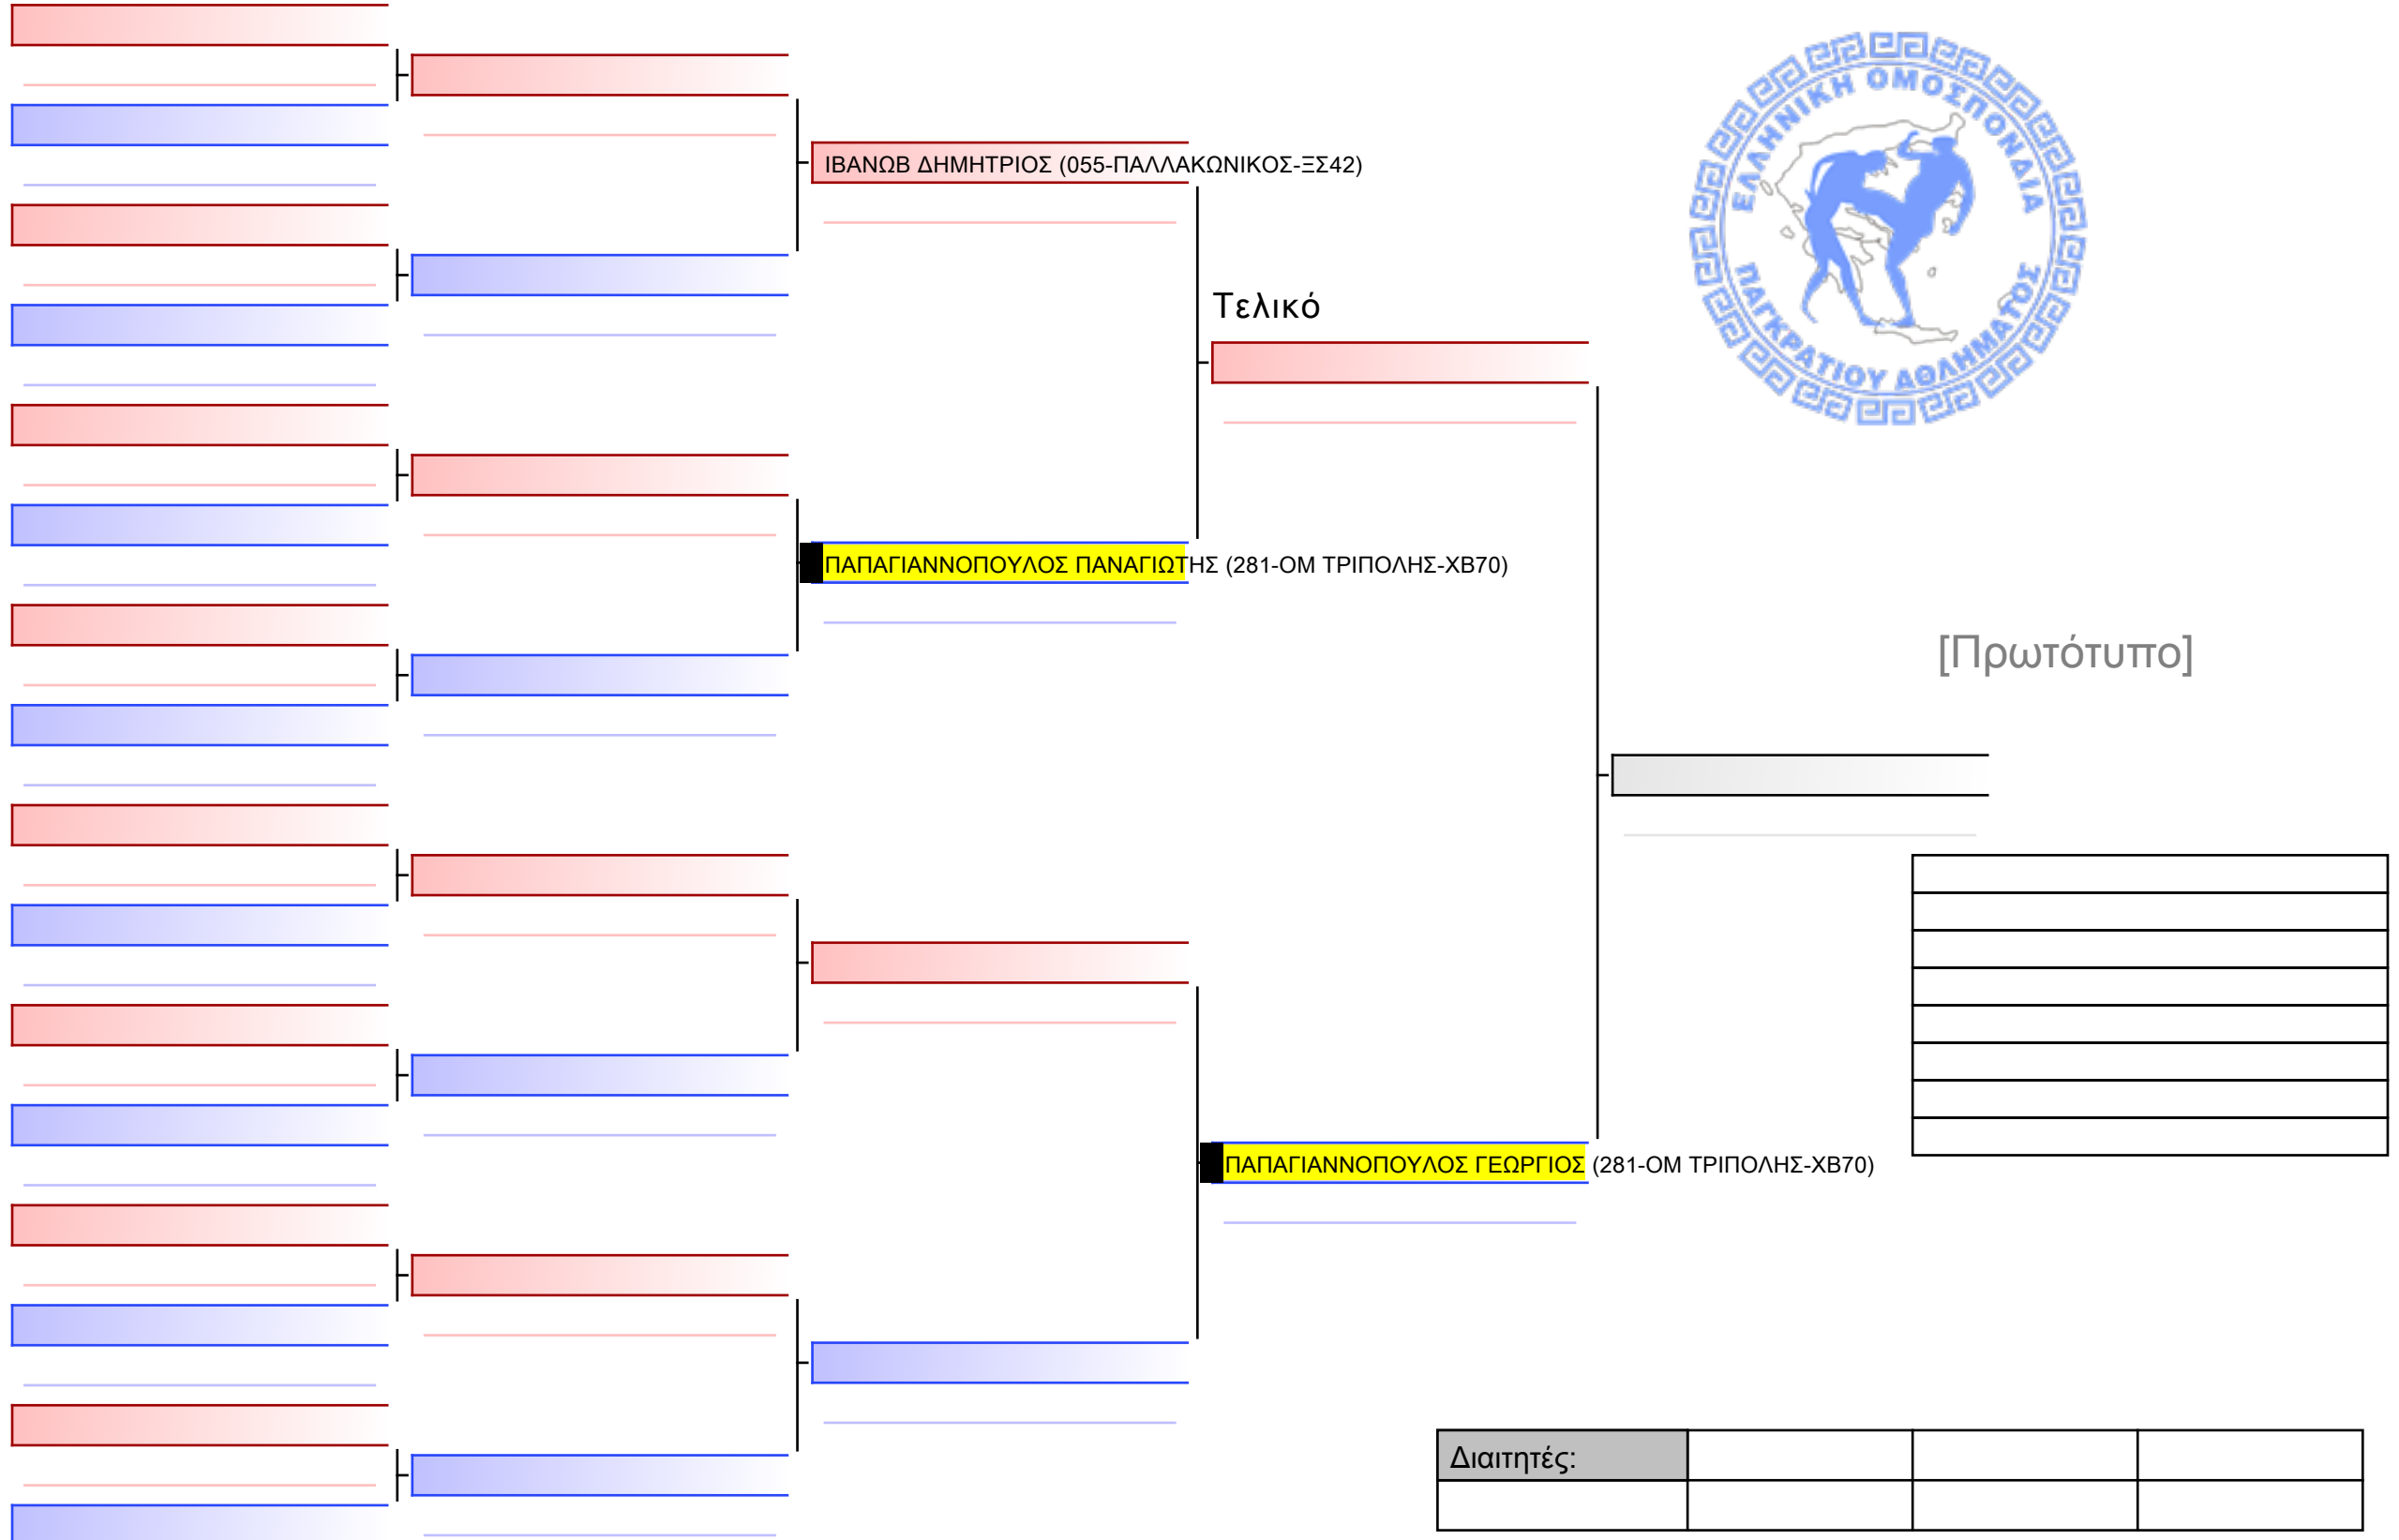 ΕΛΛΗΝΙΚΗ ΟΜΟΣΠΟΝΔΙΑ
ΠΑΓΚΡΑΤΙΟΥ ΑΘΛΗΜΑΤΟΣ
ΙΒΑΝΩΒ ΔΗΜΗΤΡΙΟΣ (055-ΠΑΛΛΑΚΩΝΙΚΟΣ-ΞΣ42)
Τελικό
ΠΑΠΑΓΙΑΝΝΟΠΟΥΛΟΣ ΠΑΝΑΓΙΩΤΗΣ (281-ΟΜ ΤΡΙΠΟΛΗΣ-ΧΒ70)
[Πρωτότυπο]
ΠΑΠΑΓΙΑΝΝΟΠΟΥΛΟΣ ΓΕΩΡΓΙΟΣ (281-ΟΜ ΤΡΙΠΟΛΗΣ-ΧΒ70)
Διαιτητές: